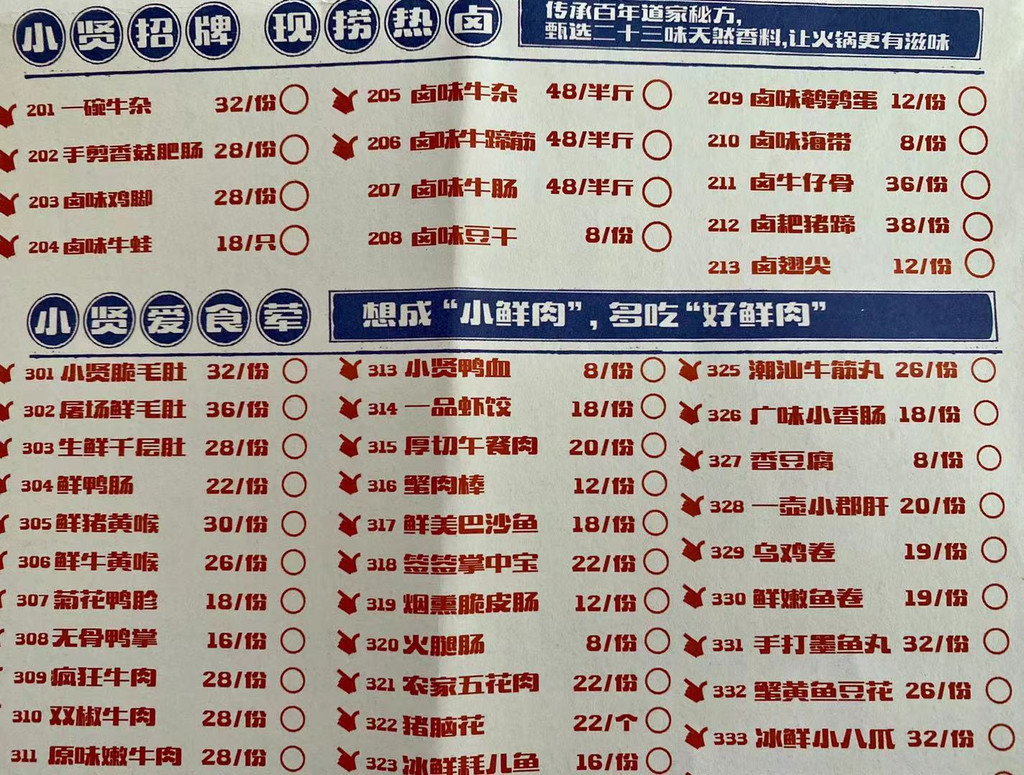 小贤招牌 现捞热卤
传承百年道家秘方,
甄选二十三味天然香料,让火锅更有滋味
201 一碗牛杂 32/份
202 手剪香菇肥肠 28/份
203 卤味鸡脚 28/份
204 卤味牛蛙 18/只
205 卤味牛杂 48/半斤
206 卤味牛蹄筋 48/半斤
207 卤味牛肠 48/半斤
208 卤味豆干 8/份
209 卤味鹌鹑蛋 12/份
210 卤味海带 8/份
211 卤牛仔骨 36/份
212 卤耙猪蹄 38/份
213 卤翅尖 12/份
小贤爱食荤
想成“小鲜肉”,多吃“好鲜肉”
301 小贤脆毛肚 32/份
302 屠场鲜毛肚 36/份
303 生鲜千层肚 28/份
304 鲜鸭肠 22/份
305 鲜猪黄喉 30/份
306 鲜牛黄喉 26/份
307 菊花鸭胗 18/份
308 无骨鸭掌 16/份
309 疯狂牛肉 28/份
310 双椒牛肉 28/份
311 原味嫩牛肉 28/份
313 小贤鸭血 8/份
314 一品虾饺 18/份
315 厚切午餐肉 20/份
316 蟹肉棒 12/份
317 鲜美巴沙鱼 18/份
318 签签掌中宝 22/份
319 烟熏脆皮肠 12/份
320 火腿肠 8/份
321 农家五花肉 22/份
322 猪脑花 22/个
323 冰鲜耗儿鱼 16/份
325 潮汕牛筋丸 26/份
326 广味小香肠 18/份
327 香豆腐 8/份
328 一壶小郡肝 20/份
329 乌鸡卷 19/份
330 鲜嫩鱼卷 19/份
331 手打墨鱼丸 32/份
332 蟹黄鱼豆花 26/份
333 冰鲜小八爪 32/份